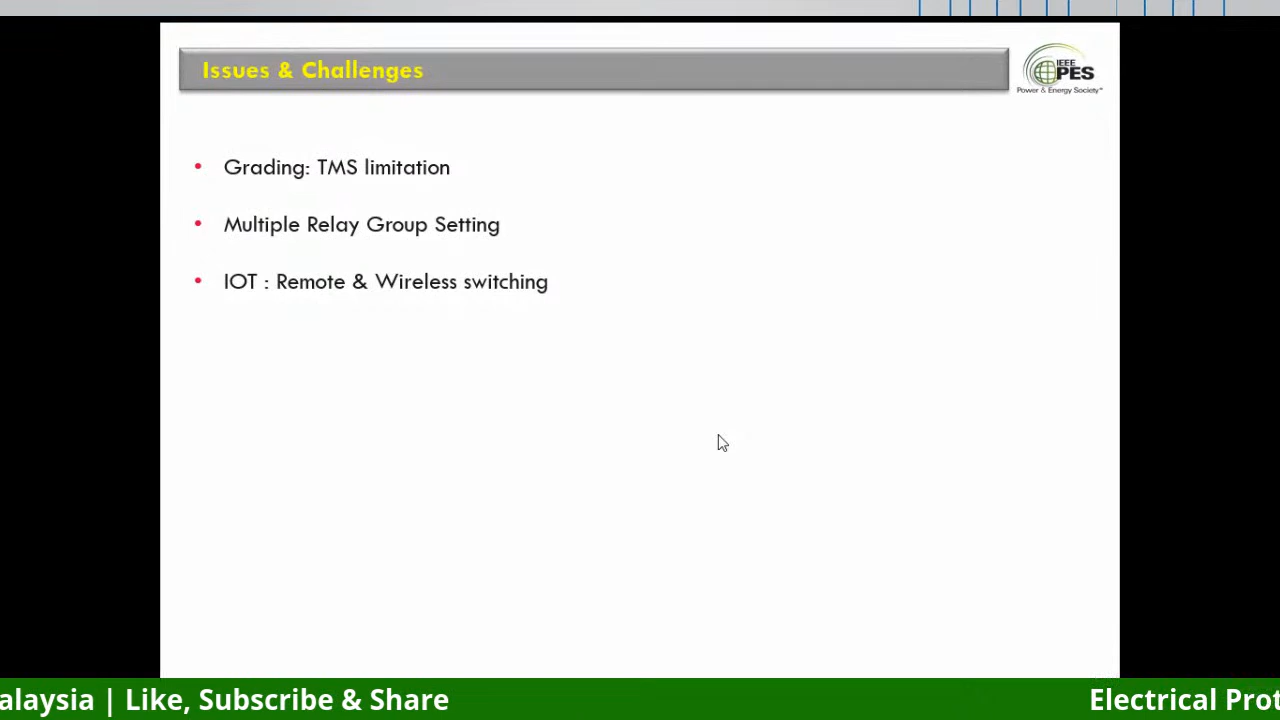 Issues & Challenges
IEEE
PES
Power & Energy Society™
• Grading: TMS limitation
• Multiple Relay Group Setting
• IOT : Remote & Wireless switching
alaysia | Like, Subscribe & Share
Electrical Prot